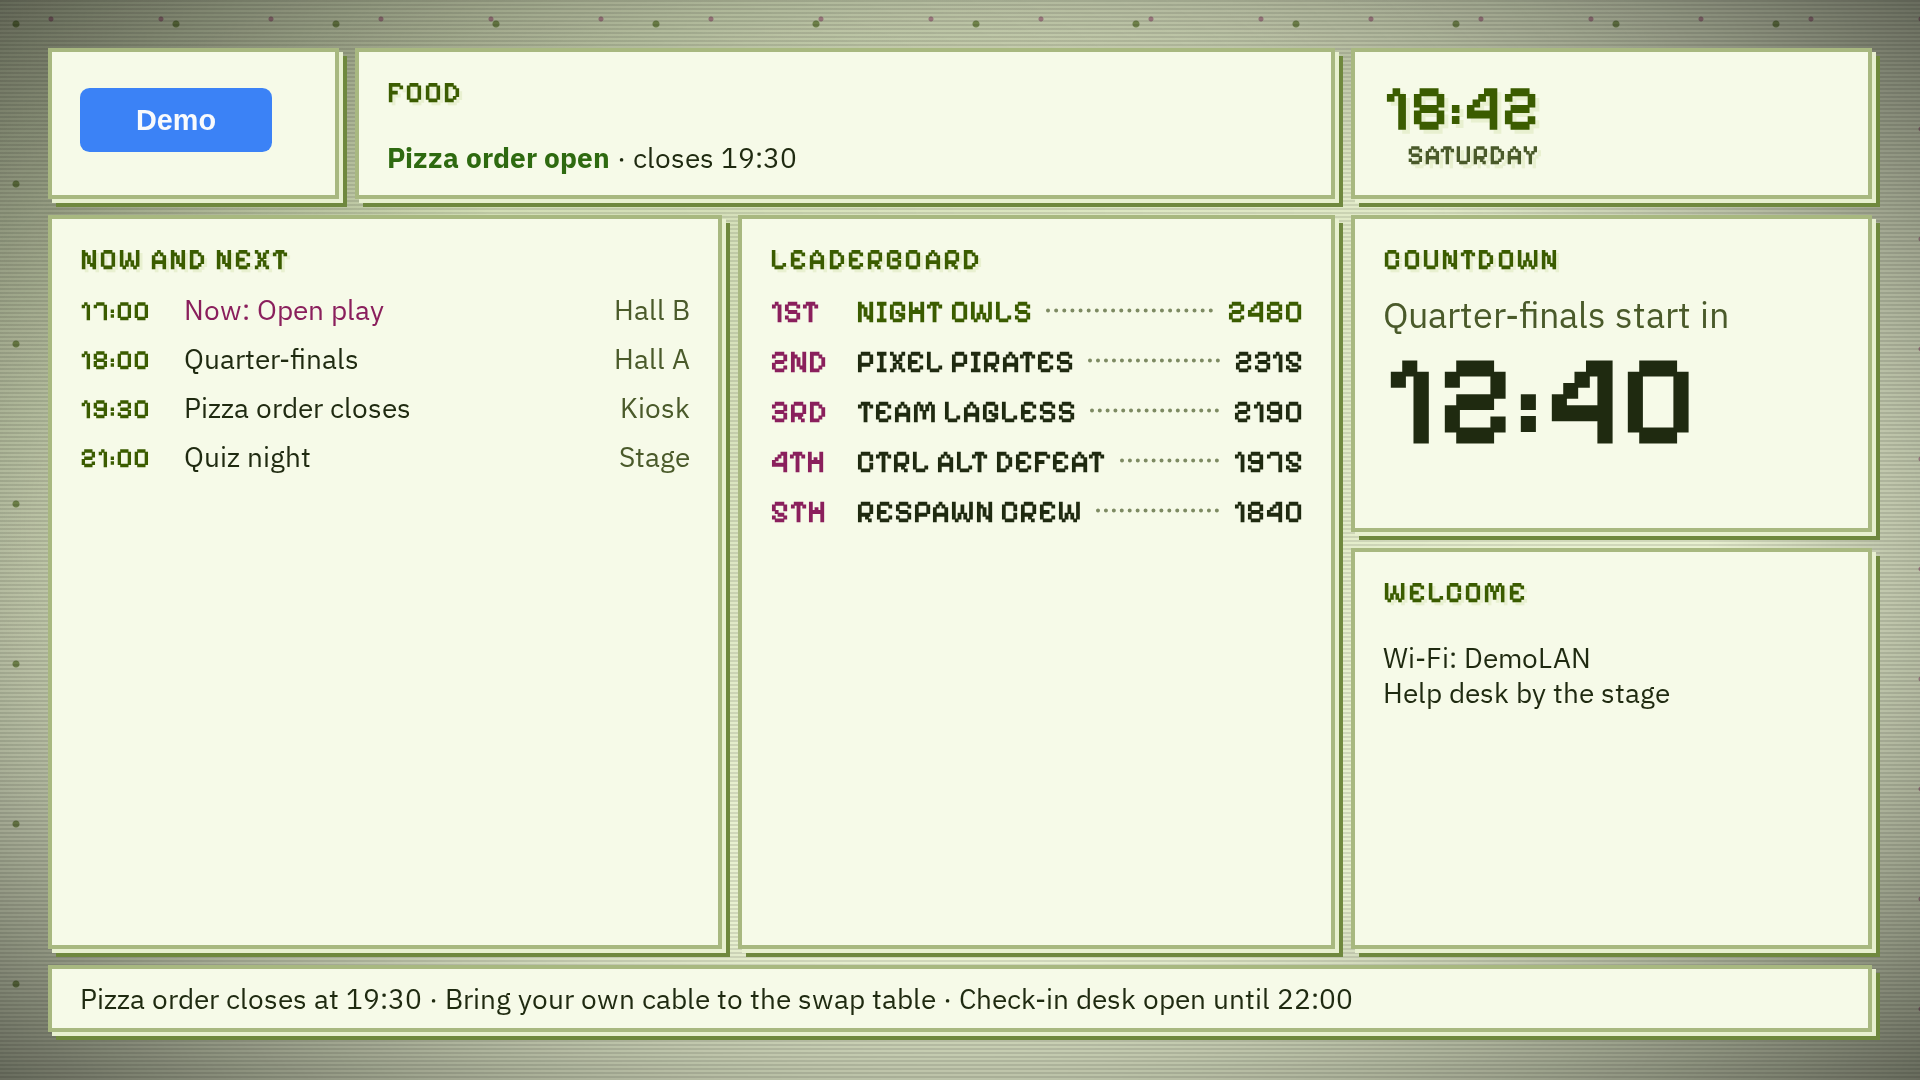 Demo
FOOD
Pizza order open · closes 19:30
18:42
SATURDAY
NOW AND NEXT
17:00 Now: Open play Hall B
18:00 Quarter-finals Hall A
19:30 Pizza order closes Kiosk
21:00 Quiz night Stage
LEADERBOARD
1ST NIGHT OWLS 2480
2ND PIXEL PIRATES 2315
3RD TEAM LAGLESS 2190
4TH CTRL ALT DEFEAT 1975
5TH RESPAWN CREW 1840
COUNTDOWN
Quarter-finals start in
12:40
WELCOME
Wi-Fi: DemoLAN
Help desk by the stage
Pizza order closes at 19:30 · Bring your own cable to the swap table · Check-in desk open until 22:00